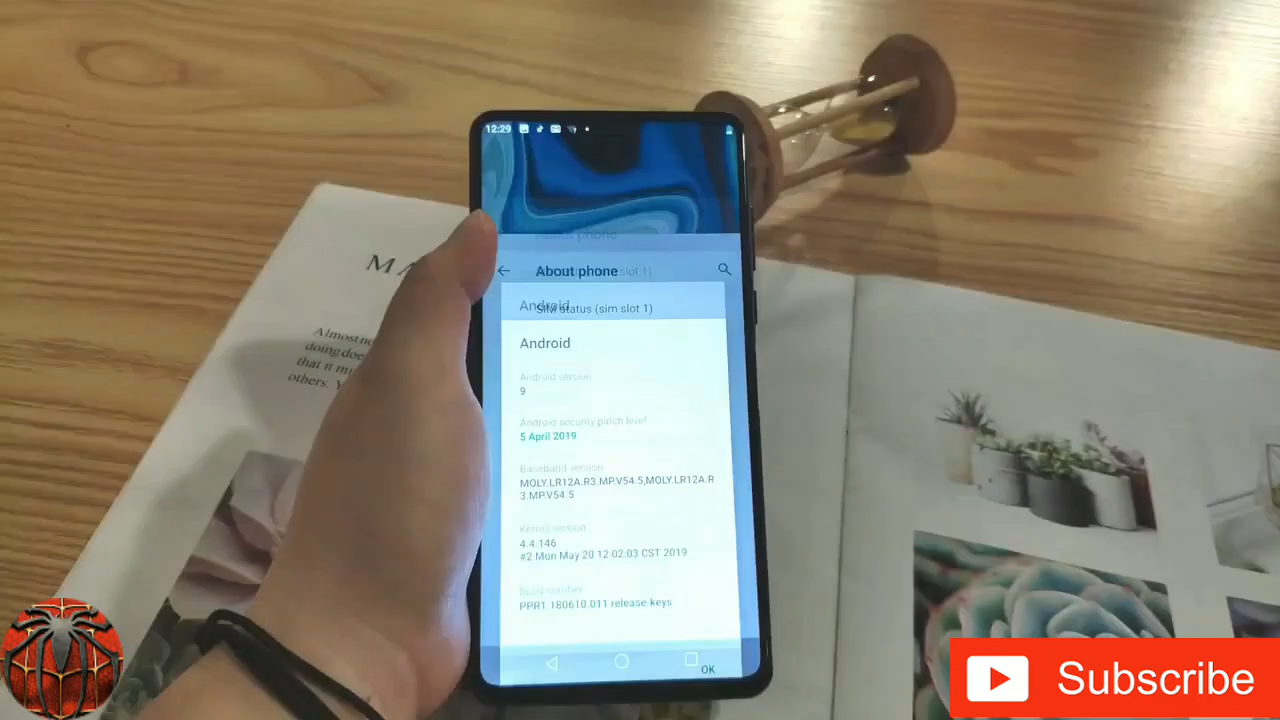 12:29
About phone
About phone
Android
SIM status (sim slot 1)
Android
Android version
9
Android security patch level
5 April 2019
Baseband version
MOLY.LR12A.R3.MP.V54.5,MOLY.LR12A.R
3.MP.V54.5
Kernel version
4.4.146
#2 Mon May 20 12:02:03 CST 2019
Build number
PPR1.180610.011 release-keys
OK
Almost
doing
that it
others.
Subscribe